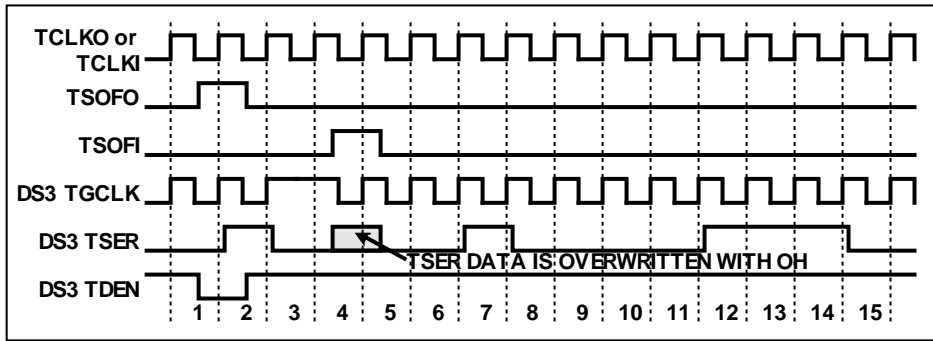 TCLKO or
TCLKI
TSOFO
TSOFI
DS3 TGCLK
DS3 TSER
TSER DATA IS OVERWRITTEN WITH OH
DS3 TDEN
1 2 3 4 5 6 7 8 9 10 11 12 13 14 15